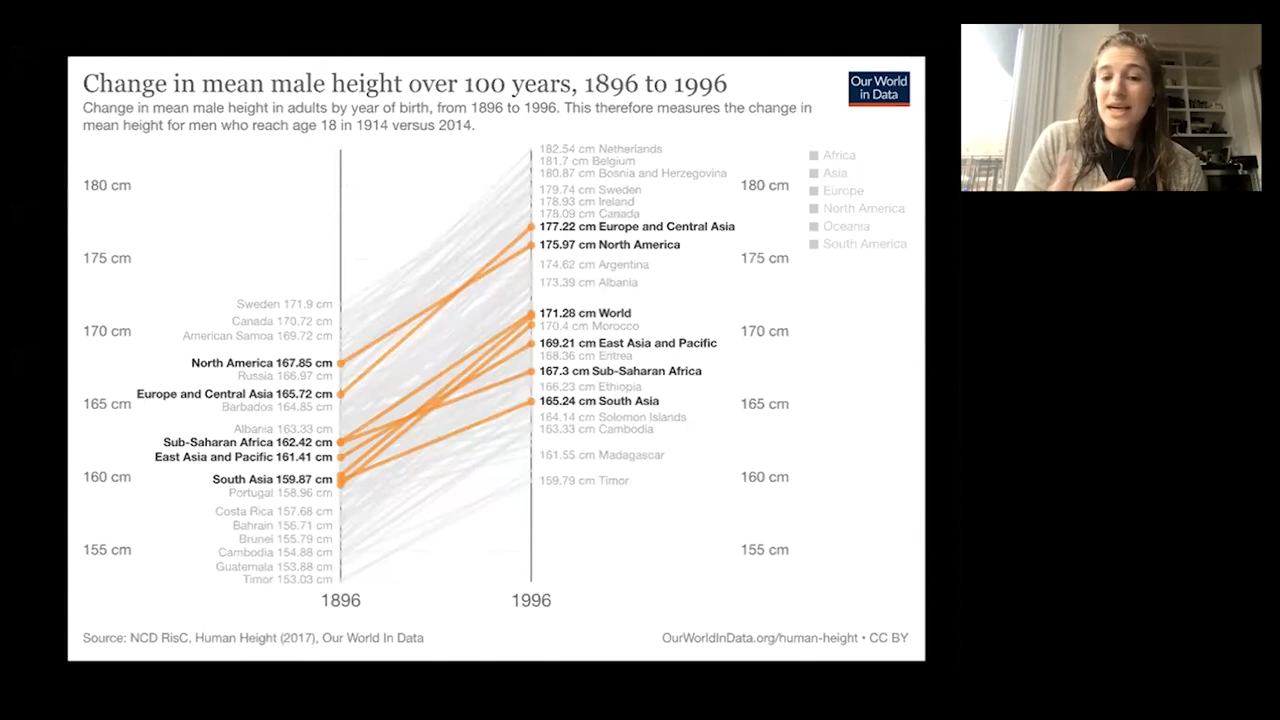 Change in mean male height over 100 years, 1896 to 1996
Our World
in Data
Change in mean male height in adults by year of birth, from 1896 to 1996. This therefore measures the change in
mean height for men who reach age 18 in 1914 versus 2014.
180 cm
175 cm
170 cm
165 cm
160 cm
155 cm
Sweden 171.9 cm
Canada 170.72 cm
American Samoa 169.72 cm
North America 167.85 cm
Russia 166.97 cm
Europe and Central Asia 165.72 cm
Barbados 164.85 cm
Albania 163.33 cm
Sub-Saharan Africa 162.42 cm
East Asia and Pacific 161.41 cm
South Asia 159.87 cm
Portugal 158.96 cm
Costa Rica 157.68 cm
Bahrain 156.71 cm
Brunei 155.79 cm
Cambodia 154.88 cm
Guatemala 153.88 cm
Timor 153.03 cm
182.54 cm Netherlands
181.7 cm Belgium
180.87 cm Bosnia and Herzegovina
179.74 cm Sweden
178.93 cm Ireland
178.09 cm Canada
177.22 cm Europe and Central Asia
175.97 cm North America
174.62 cm Argentina
173.39 cm Albania
171.28 cm World
170.4 cm Morocco
169.21 cm East Asia and Pacific
168.36 cm Eritrea
167.3 cm Sub-Saharan Africa
166.23 cm Ethiopia
165.24 cm South Asia
164.14 cm Solomon Islands
163.33 cm Cambodia
161.55 cm Madagascar
159.79 cm Timor
180 cm
175 cm
170 cm
165 cm
160 cm
155 cm
Africa
Asia
Europe
North America
Oceania
South America
1896
1996
Source: NCD RisC, Human Height (2017), Our World In Data
OurWorldInData.org/human-height • CC BY